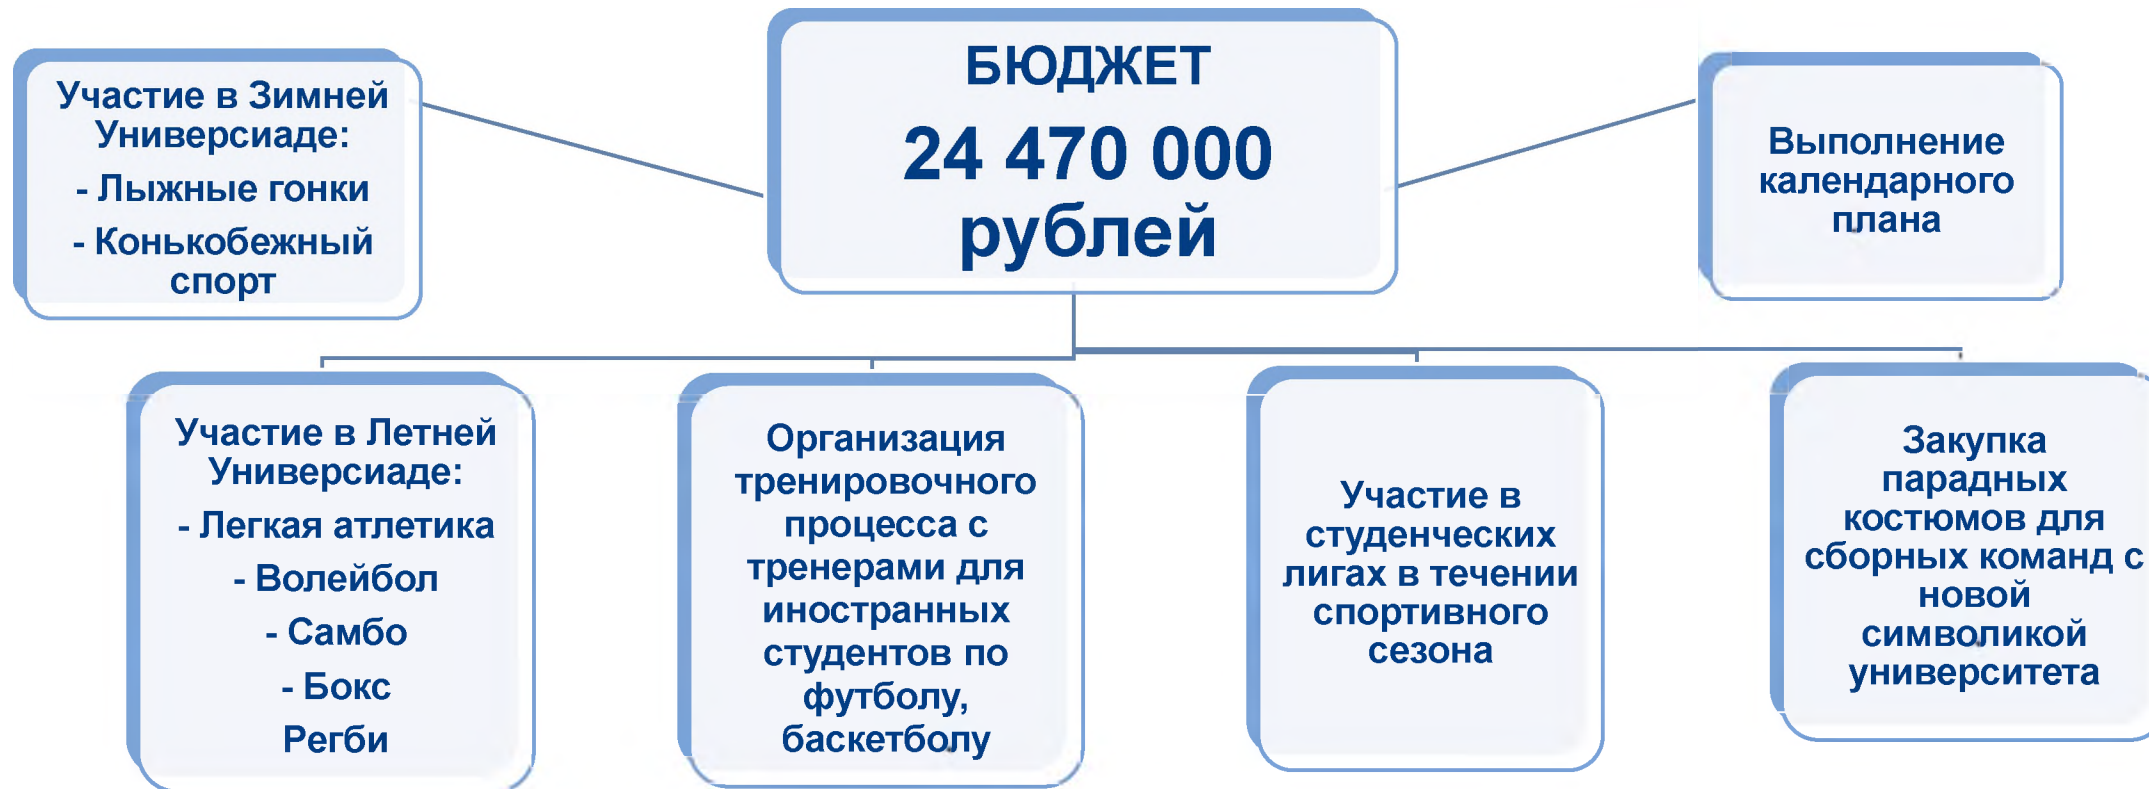 БЮДЖЕТ
24 470 000
рублей
Участие в Зимней
Универсиаде:
- Лыжные гонки
- Конькобежный
спорт
Выполнение
календарного
плана
Участие в Летней
Универсиаде:
- Легкая атлетика
- Волейбол
- Самбо
- Бокс
Регби
Организация
тренировочного
процесса с
тренерами для
иностранных
студентов по
футболу,
баскетболу
Участие в
студенческих
лигах в течении
спортивного
сезона
Закупка
парадных
костюмов для
сборных команд с
новой
символикой
университета